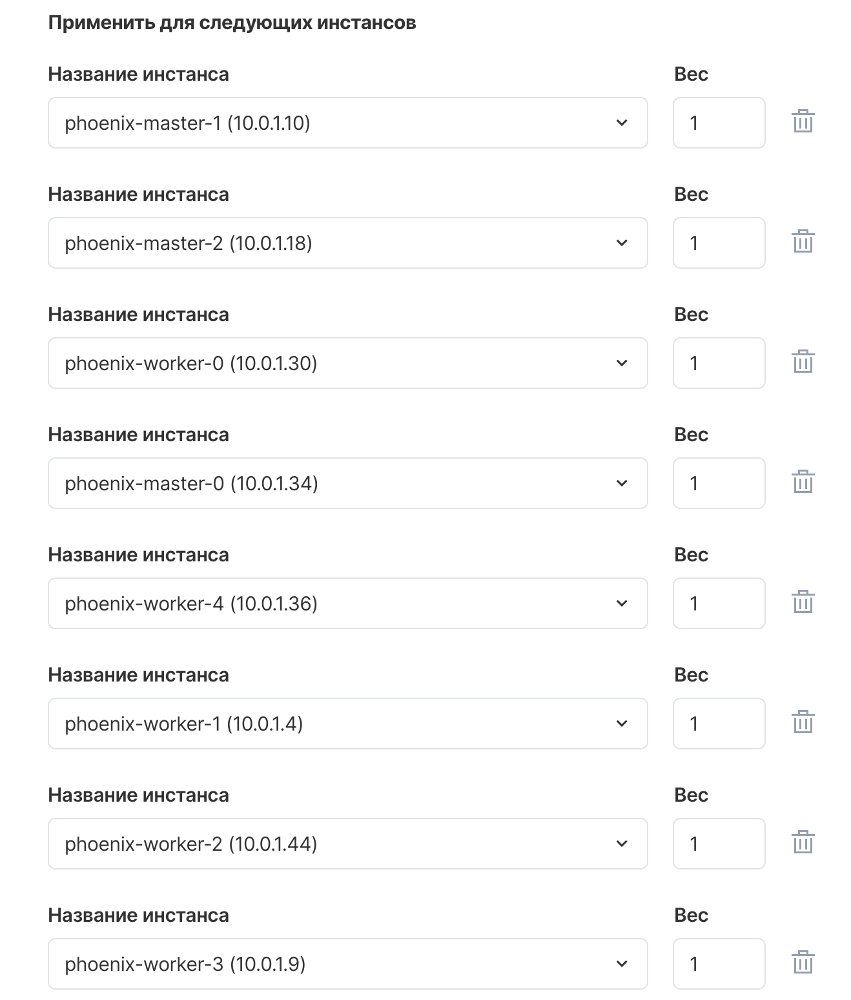 Применить для следующих инстансов
Название инстанса Вес
phoenix-master-1 (10.0.1.10) 1
Название инстанса Вес
phoenix-master-2 (10.0.1.18) 1
Название инстанса Вес
phoenix-worker-0 (10.0.1.30) 1
Название инстанса Вес
phoenix-master-0 (10.0.1.34) 1
Название инстанса Вес
phoenix-worker-4 (10.0.1.36) 1
Название инстанса Вес
phoenix-worker-1 (10.0.1.4) 1
Название инстанса Вес
phoenix-worker-2 (10.0.1.44) 1
Название инстанса Вес
phoenix-worker-3 (10.0.1.9) 1